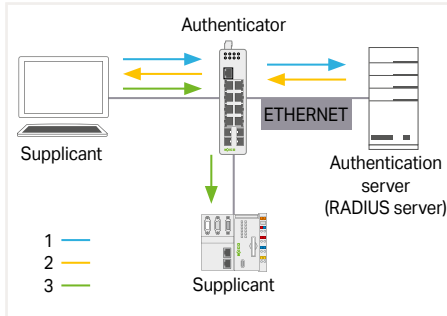 Authenticator
ETHERNET
Supplicant
Authentication
server
(RADIUS server)
1
2
3
Supplicant